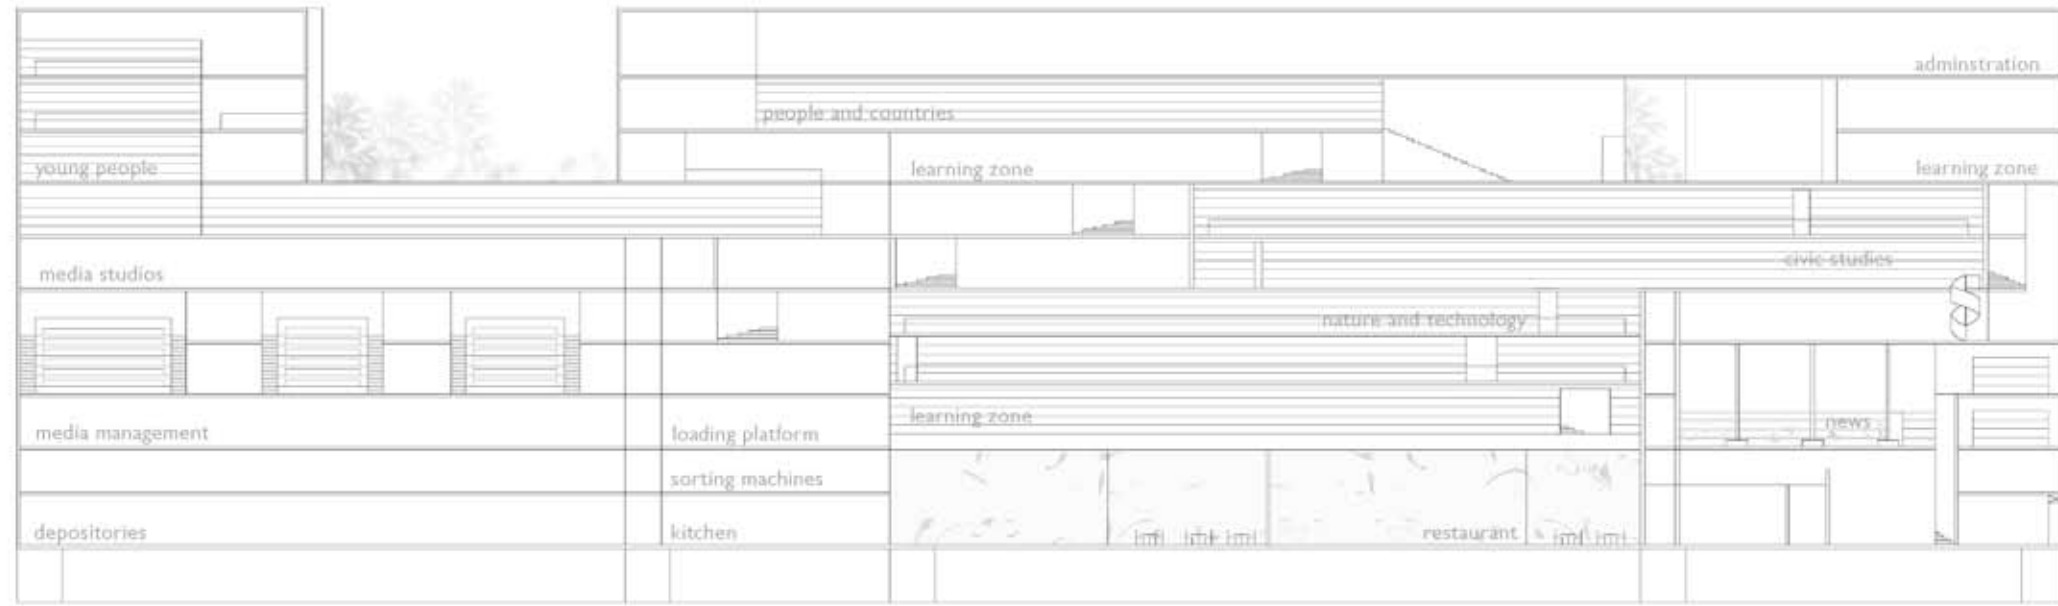 adminstration
people and countries
young people
learning zone
learning zone
media studios
civic studies
nature and technology
learning zone
news
media management
loading platform
sorting machines
depositories
kitchen
restaurant